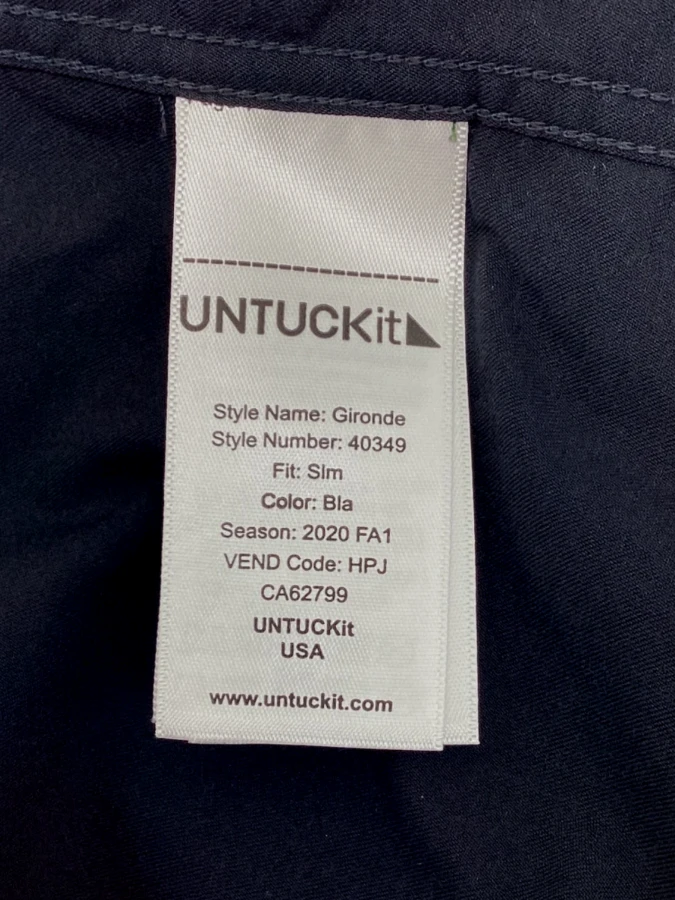 UNTUCKit
Style Name: Gironde
Style Number: 40349
Fit: Slm
Color: Bla
Season: 2020 FA1
VEND Code: HPJ
CA62799
UNTUCKit
USA
www.untuckit.com